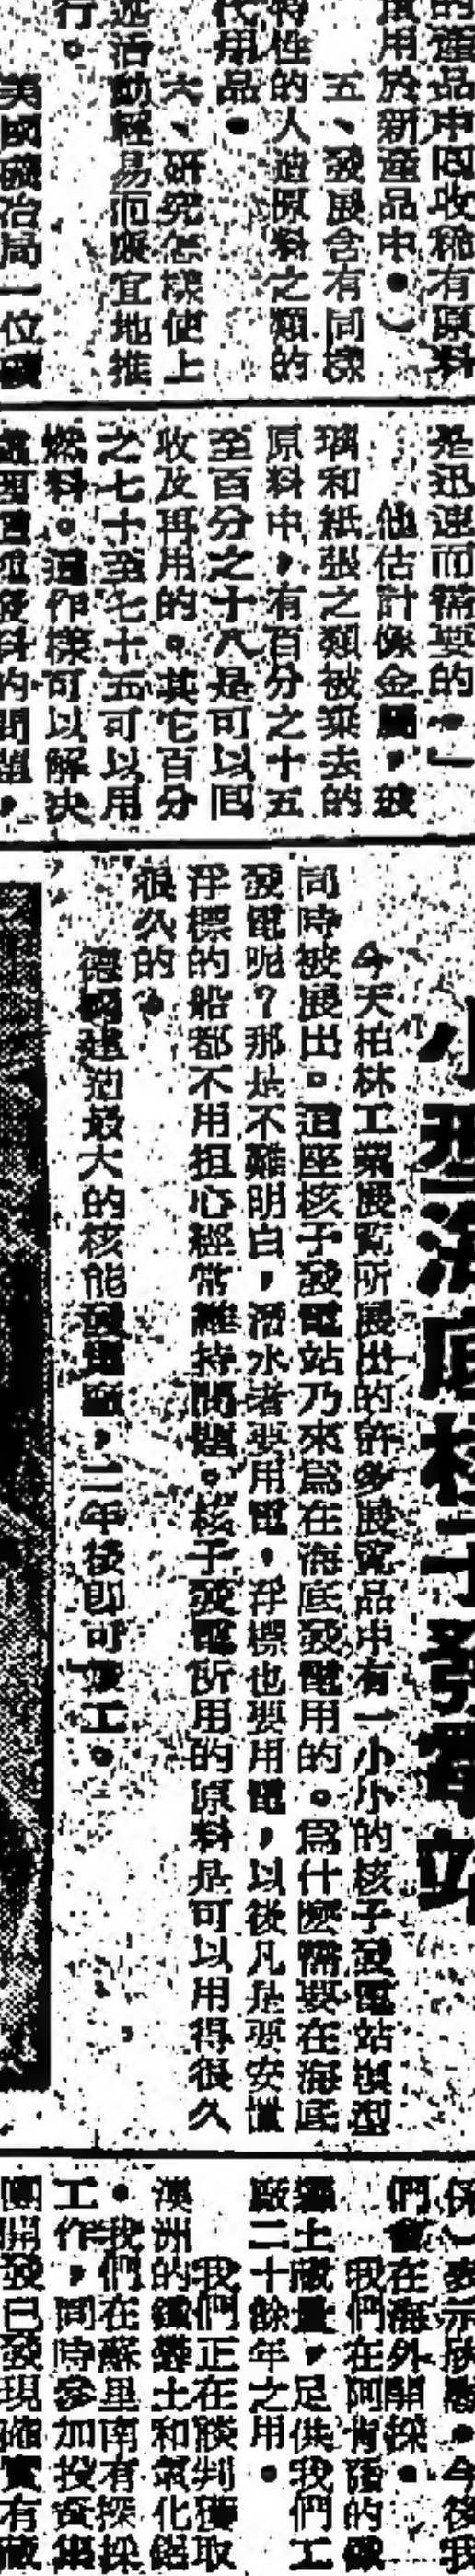 的產品中回收稀有原料
用於新產品中●）
五、發展含有同樣
特性的人造原料之類的
代用品●
六、研究怎樣使上
述活動輕易而廉宜地推
行。
美國礦冶局一位礦
是迅速而需要的●」
他估計像金屬，玻
璃和紙張之類被棄去的
原料中，有百分之十五
至百分之十八是可以回
收及再用的。其它百分
之七十至七十五可以用
燃料。這作樣可以解決
料的問題，
小型海底核子發電站
今天柏林工業展覽所展出的許多展覽品中有一小小的核子發電站模型
同時被展出。這座核子發電站乃來為在海底發電用的。為什麼需要在海底
發電呢？那是不難明白，潛水者要用電，浮標也要用電，以後凡是要安置
浮標的船都不用担心經常維持問題。核子發電所用的原料是可以用得很久
很久的。
德國建造最大的核能發電廠，二年後即可完工。
係一表示欣慰。今後我
們會在海外開採●
我們在阿肯薩的
土藏量，足供我們工
廠二十餘年之用●
我們正在談判獲取
澳洲的鐵礬土和氧化鋁
●我們在蘇里南有探採
工作，同時參加投資集
團開發已發現確實有藏